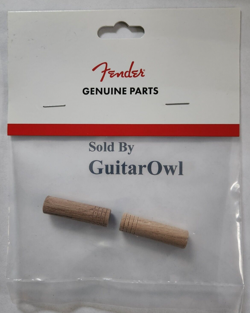 Fender
GENUINE PARTS
Sold By
GuitarOwl